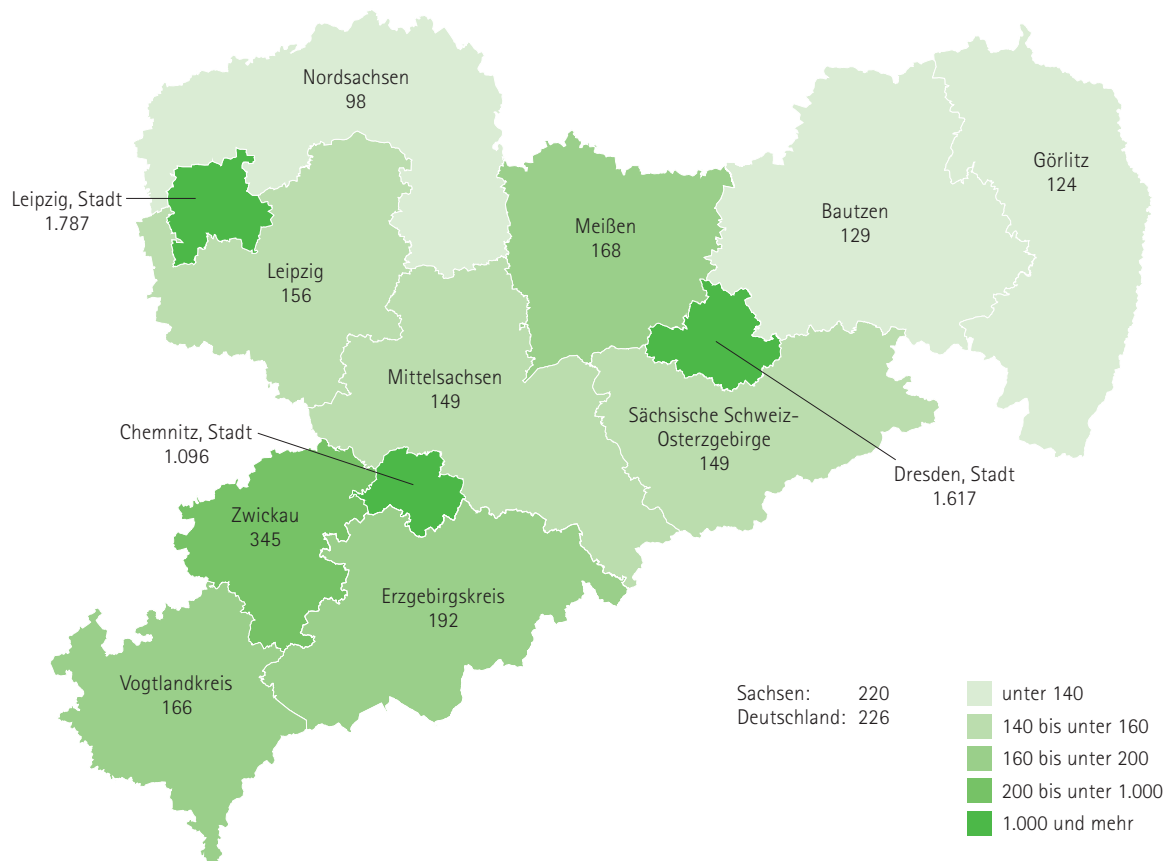 Nordsachsen
98
Görlitz
124
Leipzig, Stadt
1.787
Bautzen
129
Meißen
168
Leipzig
156
Mittelsachsen
149
Sächsische Schweiz-
Osterzgebirge
149
Chemnitz, Stadt
1.096
Dresden, Stadt
1.617
Zwickau
345
Erzgebirgskreis
192
Vogtlandkreis
166
Sachsen: 220
Deutschland: 226
unter 140
140 bis unter 160
160 bis unter 200
200 bis unter 1.000
1.000 und mehr